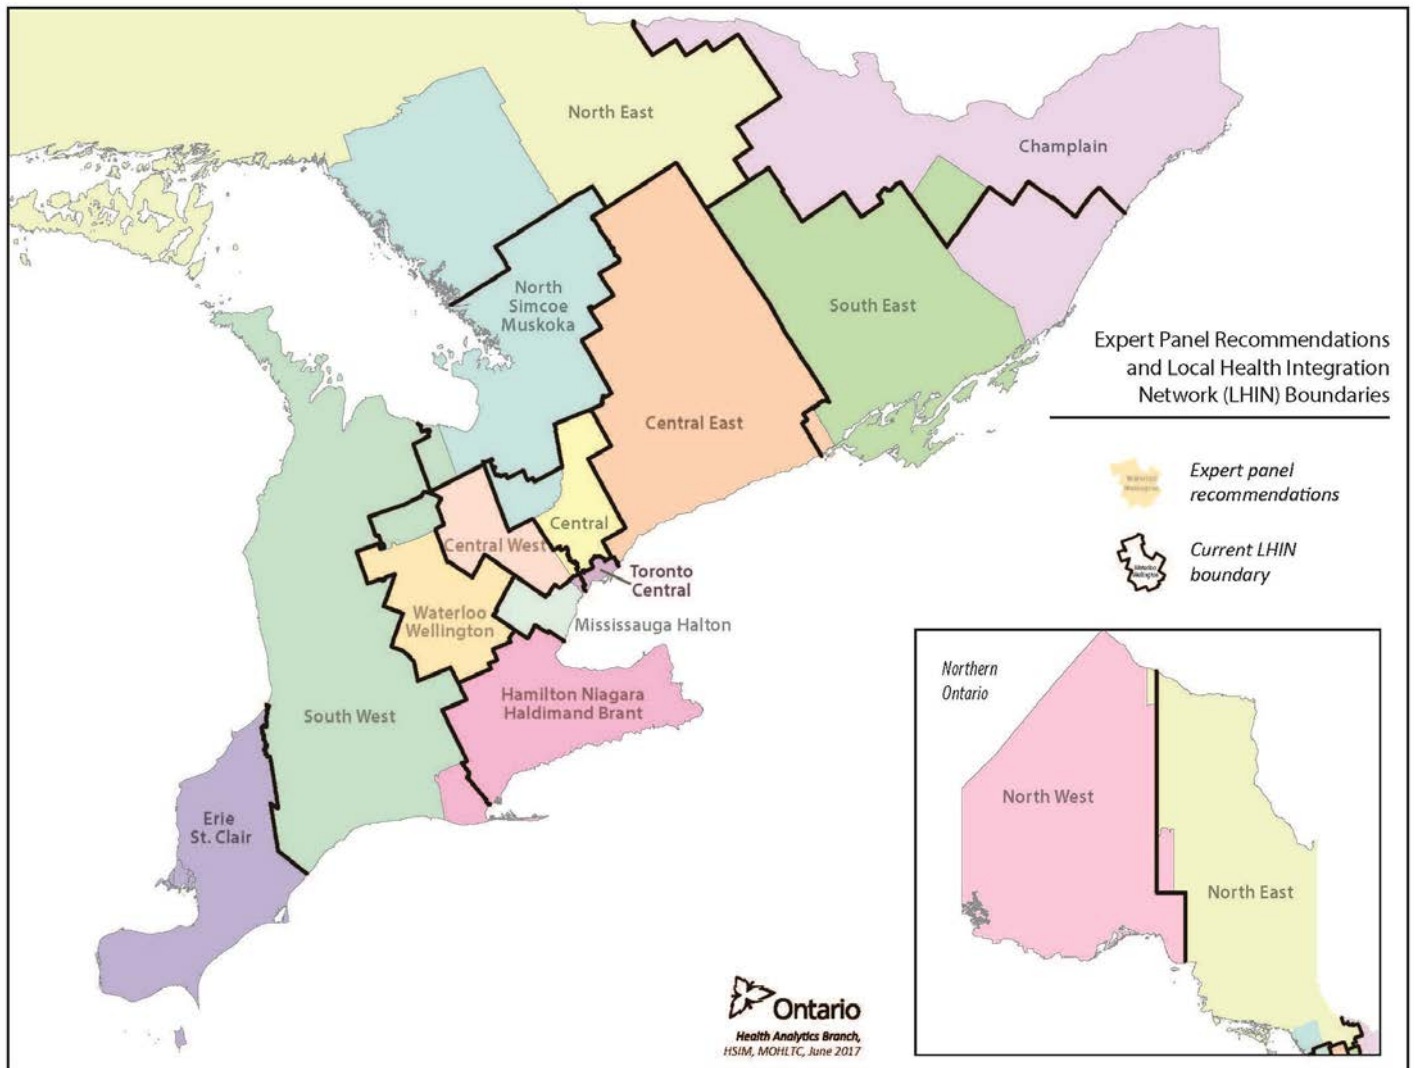 North East
Champlain
North
Simcoe
Muskoka
South East
Expert Panel Recommendations
and Local Health Integration
Network (LHIN) Boundaries
Central East
Expert panel
recommendations
Central
Central West
Current LHIN
boundary
Toronto
Central
Waterloo
Wellington
Mississauga Halton
Northern
Ontario
Hamilton Niagara
Haldimand Brant
South West
North West
Erie
St. Clair
North East
Ontario
Health Analytics Branch,
HSIM, MOHLTC, June 2017